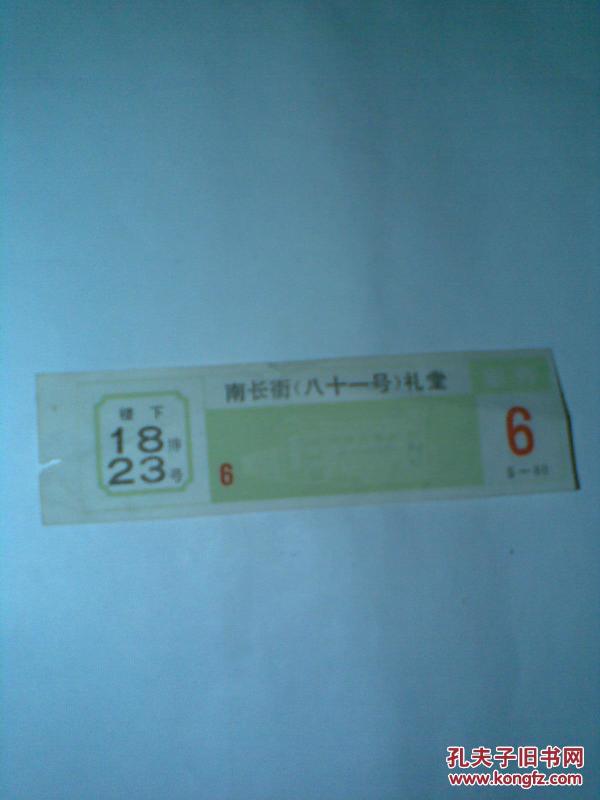 楼下
18排
23号
南长街(八十一号)礼堂
6
6
孔夫子旧书网
www.kongfz.com